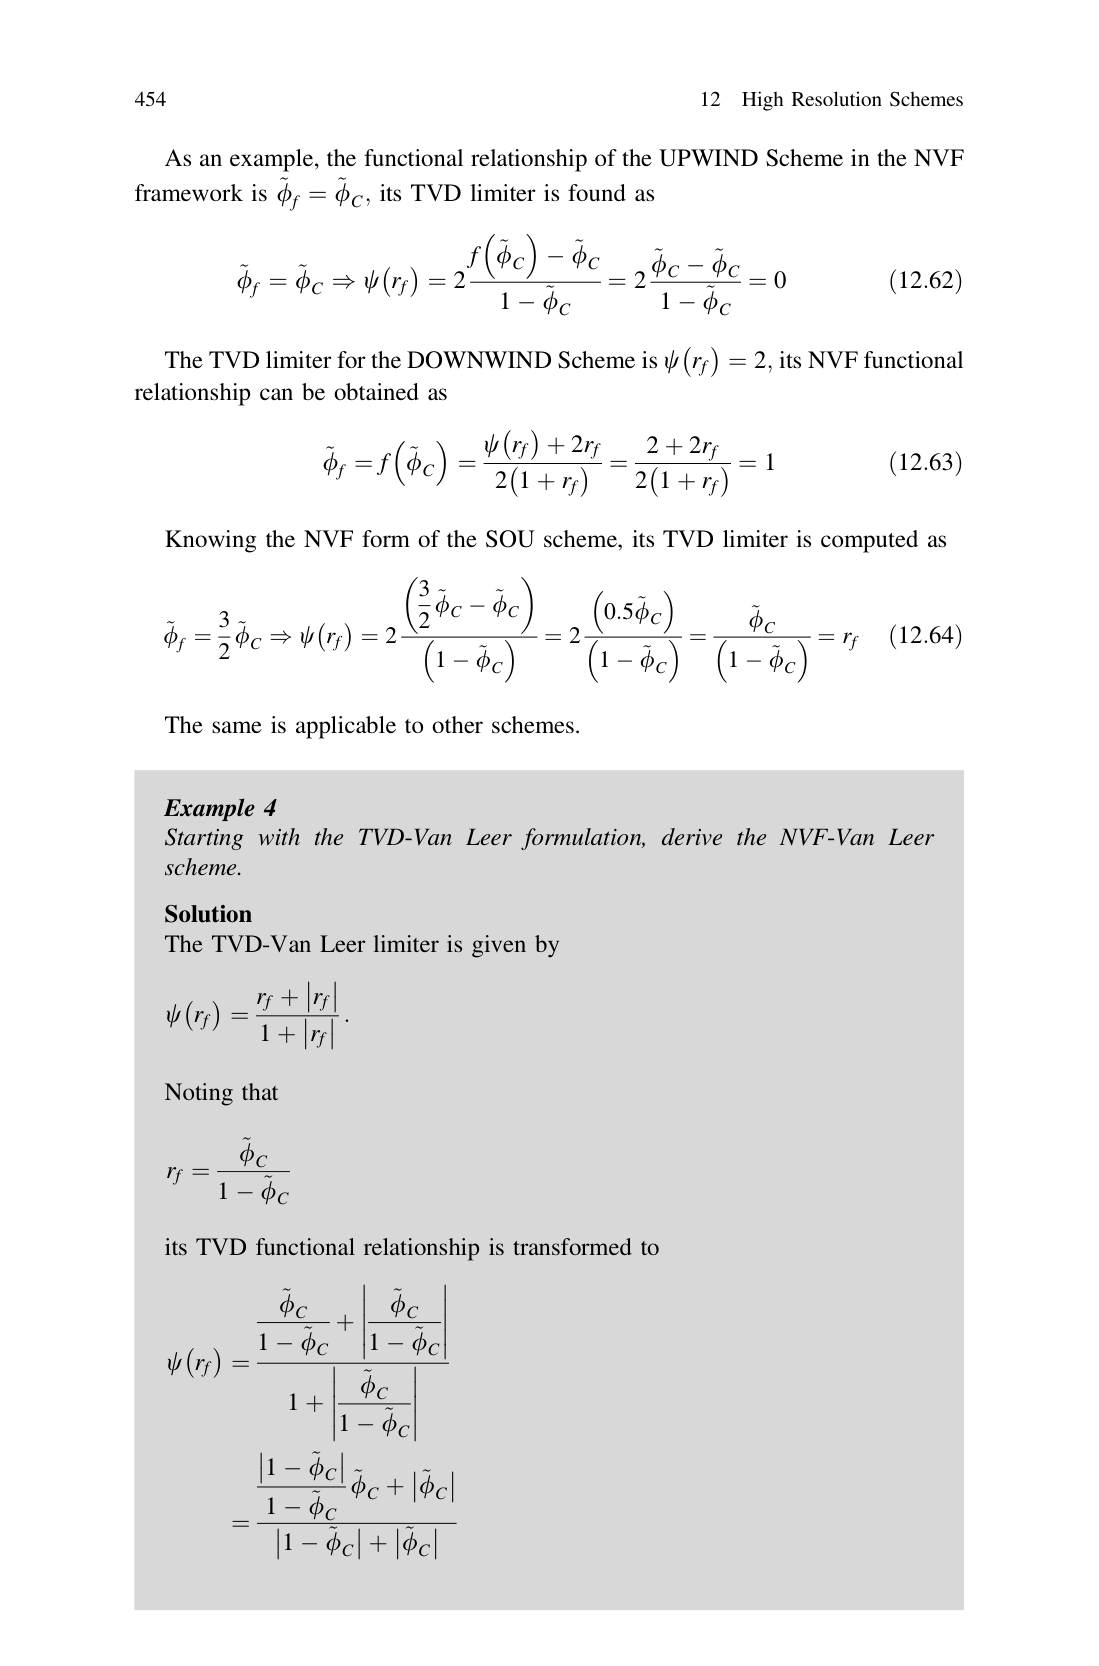 454 12 High Resolution Schemes
As an example, the functional relationship of the UPWIND Scheme in the NVF
framework is $\tilde{\phi}_f = \tilde{\phi}_C$, its TVD limiter is found as
$\tilde{\phi}_f = \tilde{\phi}_C \Rightarrow \psi(r_f) = 2\frac{f(\tilde{\phi}_C) - \tilde{\phi}_C}{1 - \tilde{\phi}_C} = 2\frac{\tilde{\phi}_C - \tilde{\phi}_C}{1 - \tilde{\phi}_C} = 0$ (12.62)
The TVD limiter for the DOWNWIND Scheme is $\psi(r_f) = 2$, its NVF functional
relationship can be obtained as
$\tilde{\phi}_f = f(\tilde{\phi}_C) = \frac{\psi(r_f) + 2r_f}{2(1 + r_f)} = \frac{2 + 2r_f}{2(1 + r_f)} = 1$ (12.63)
Knowing the NVF form of the SOU scheme, its TVD limiter is computed as
$\tilde{\phi}_f = \frac{3}{2}\tilde{\phi}_C \Rightarrow \psi(r_f) = 2\frac{\left(\frac{3}{2}\tilde{\phi}_C - \tilde{\phi}_C\right)}{(1 - \tilde{\phi}_C)} = 2\frac{(0.5\tilde{\phi}_C)}{(1 - \tilde{\phi}_C)} = \frac{\tilde{\phi}_C}{(1 - \tilde{\phi}_C)} = r_f$ (12.64)
The same is applicable to other schemes.
Example 4
Starting with the TVD-Van Leer formulation, derive the NVF-Van Leer
scheme.
Solution
The TVD-Van Leer limiter is given by
$\psi(r_f) = \frac{r_f + |r_f|}{1 + |r_f|}.$
Noting that
$r_f = \frac{\tilde{\phi}_C}{1 - \tilde{\phi}_C}$
its TVD functional relationship is transformed to
$\psi(r_f) = \frac{\frac{\tilde{\phi}_C}{1 - \tilde{\phi}_C} + \left|\frac{\tilde{\phi}_C}{1 - \tilde{\phi}_C}\right|}{1 + \left|\frac{\tilde{\phi}_C}{1 - \tilde{\phi}_C}\right|}$
$= \frac{\frac{|1 - \tilde{\phi}_C|}{1 - \tilde{\phi}_C}\tilde{\phi}_C + |\tilde{\phi}_C|}{|1 - \tilde{\phi}_C| + |\tilde{\phi}_C|}$